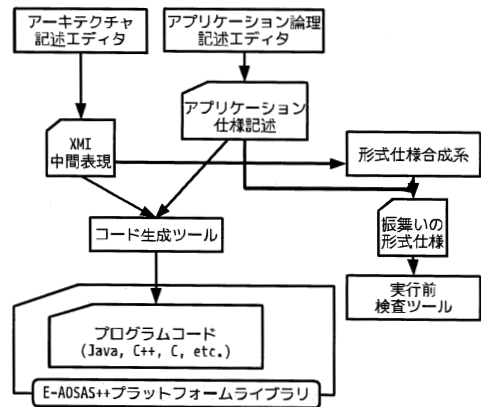 アーキテクチャ
記述エディタ
アプリケーション論理
記述エディタ
アプリケーション
仕様記述
XMI
中間表現
形式仕様合成系
振舞いの
形式仕様
コード生成ツール
実行前
検査ツール
プログラムコード
(Java, C++, C, etc.)
E-AOSAS++プラットフォームライブラリ